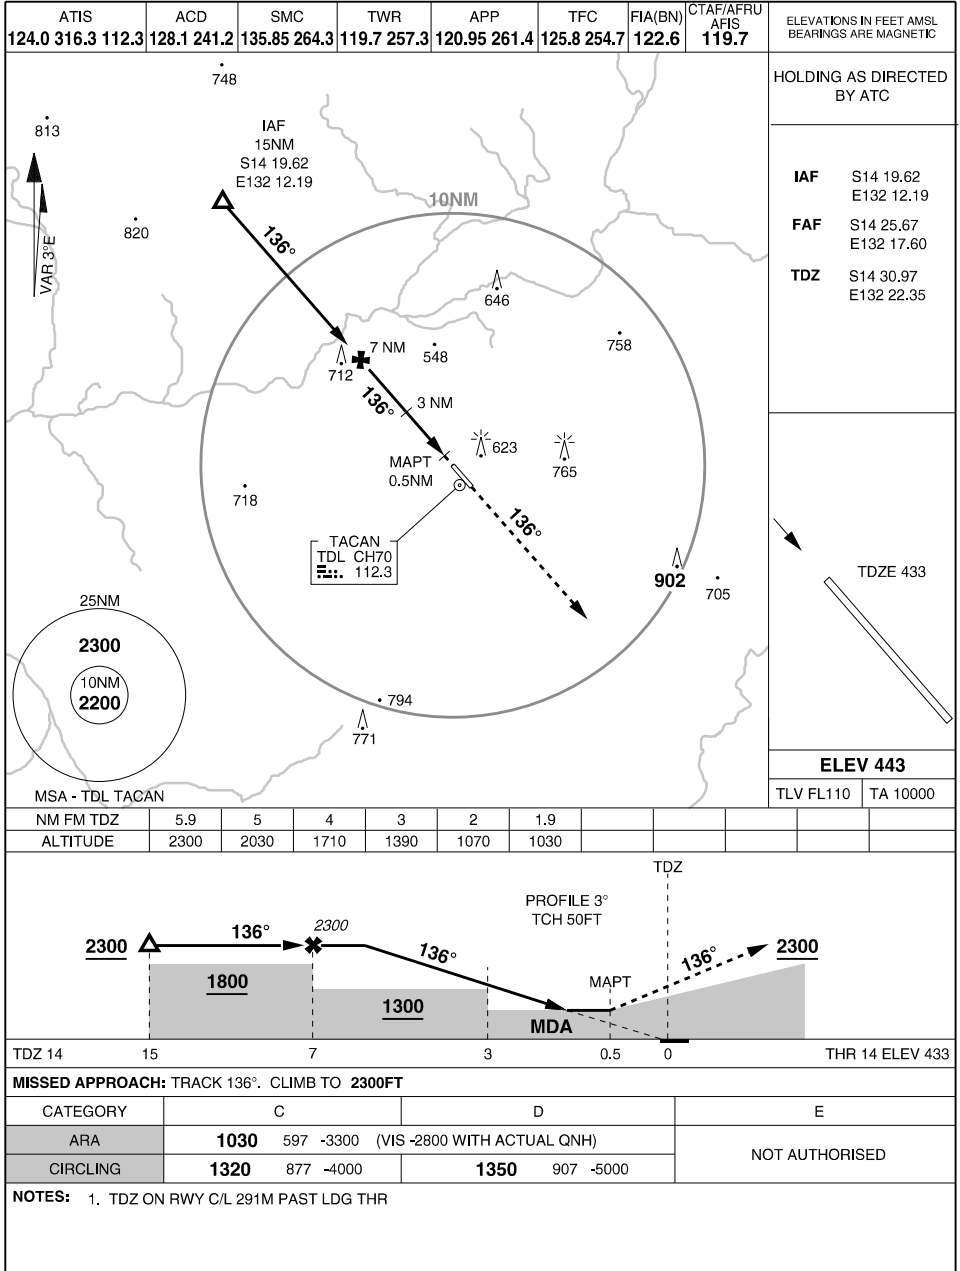 ATIS ACD SMC TWR APP TFC FIA(BN) CTAF/AFRU AFIS
124.0 316.3 112.3 128.1 241.2 135.85 264.3 119.7 257.3 120.95 261.4 125.8 254.7 122.6 119.7
ELEVATIONS IN FEET AMSL
BEARINGS ARE MAGNETIC
HOLDING AS DIRECTED
BY ATC
IAF S14 19.62
E132 12.19
FAF S14 25.67
E132 17.60
TDZ S14 30.97
E132 22.35
748
813
IAF
15NM
S14 19.62
E132 12.19
10NM
820
VAR 3°E
136°
646
758
7 NM
548
712
136°
3 NM
623
MAPT
0.5NM
765
718
136°
TACAN
TDL CH70
112.3
902
705
TDZE 433
25NM
2300
10NM
2200
794
771
MSA - TDL TACAN
ELEV 443
TLV FL110 TA 10000
NM FM TDZ 5.9 5 4 3 2 1.9
ALTITUDE 2300 2030 1710 1390 1070 1030
TDZ
PROFILE 3°
TCH 50FT
2300 136° 2300 136° 136° 2300
1800
1300
MAPT
MDA
TDZ 14 15 7 3 0.5 0 THR 14 ELEV 433
MISSED APPROACH: TRACK 136°. CLIMB TO 2300FT
CATEGORY C D E
ARA 1030 597 -3300 (VIS -2800 WITH ACTUAL QNH)
NOT AUTHORISED
CIRCLING 1320 877 -4000 1350 907 -5000
NOTES: 1. TDZ ON RWY C/L 291M PAST LDG THR